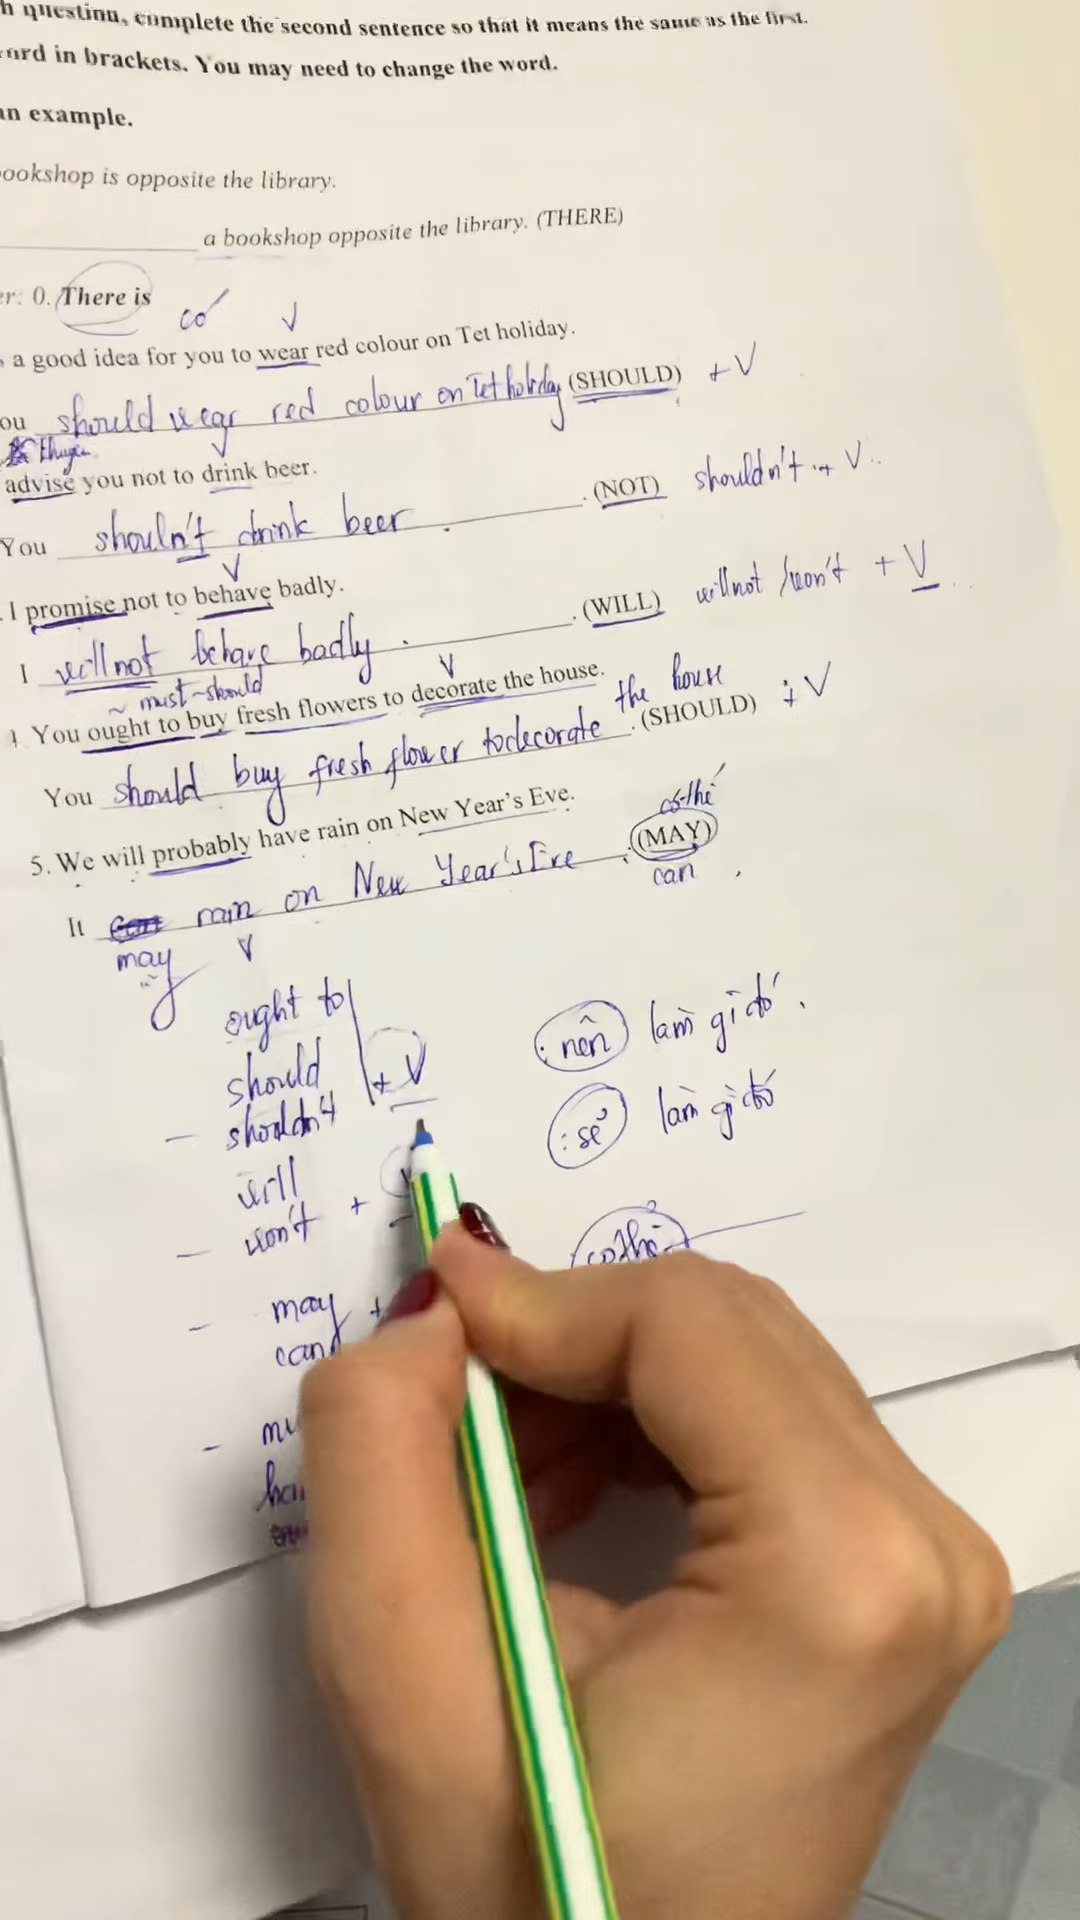 h question, complete the second sentence so that it means the same as the first.
ord in brackets. You may need to change the word.
an example.
ookshop is opposite the library.
a bookshop opposite the library. (THERE)
er: 0. There is
có V
a good idea for you to wear red colour on Tet holiday.
ou should wear red colour on Tet holiday (SHOULD) + V
khuyên V
advise you not to drink beer.
You shouln't drink beer . . (NOT) shouldn't + V
V
. I promise not to behave badly.
I will not behave badly . . (WILL) will not / won't + V
~ must ~ should V
4 You ought to buy fresh flowers to decorate the house.
You should buy fresh flower to decorate the house . (SHOULD) + V
5. We will probably have rain on New Year's Eve.
có thể
It rain on New Year's Eve . (MAY)
can
may V
ought to
should + V : nên làm gì đó .
- shouldn't
will : sẽ làm gì đó
- won't +
có thể
- may +
can
- mu
ha